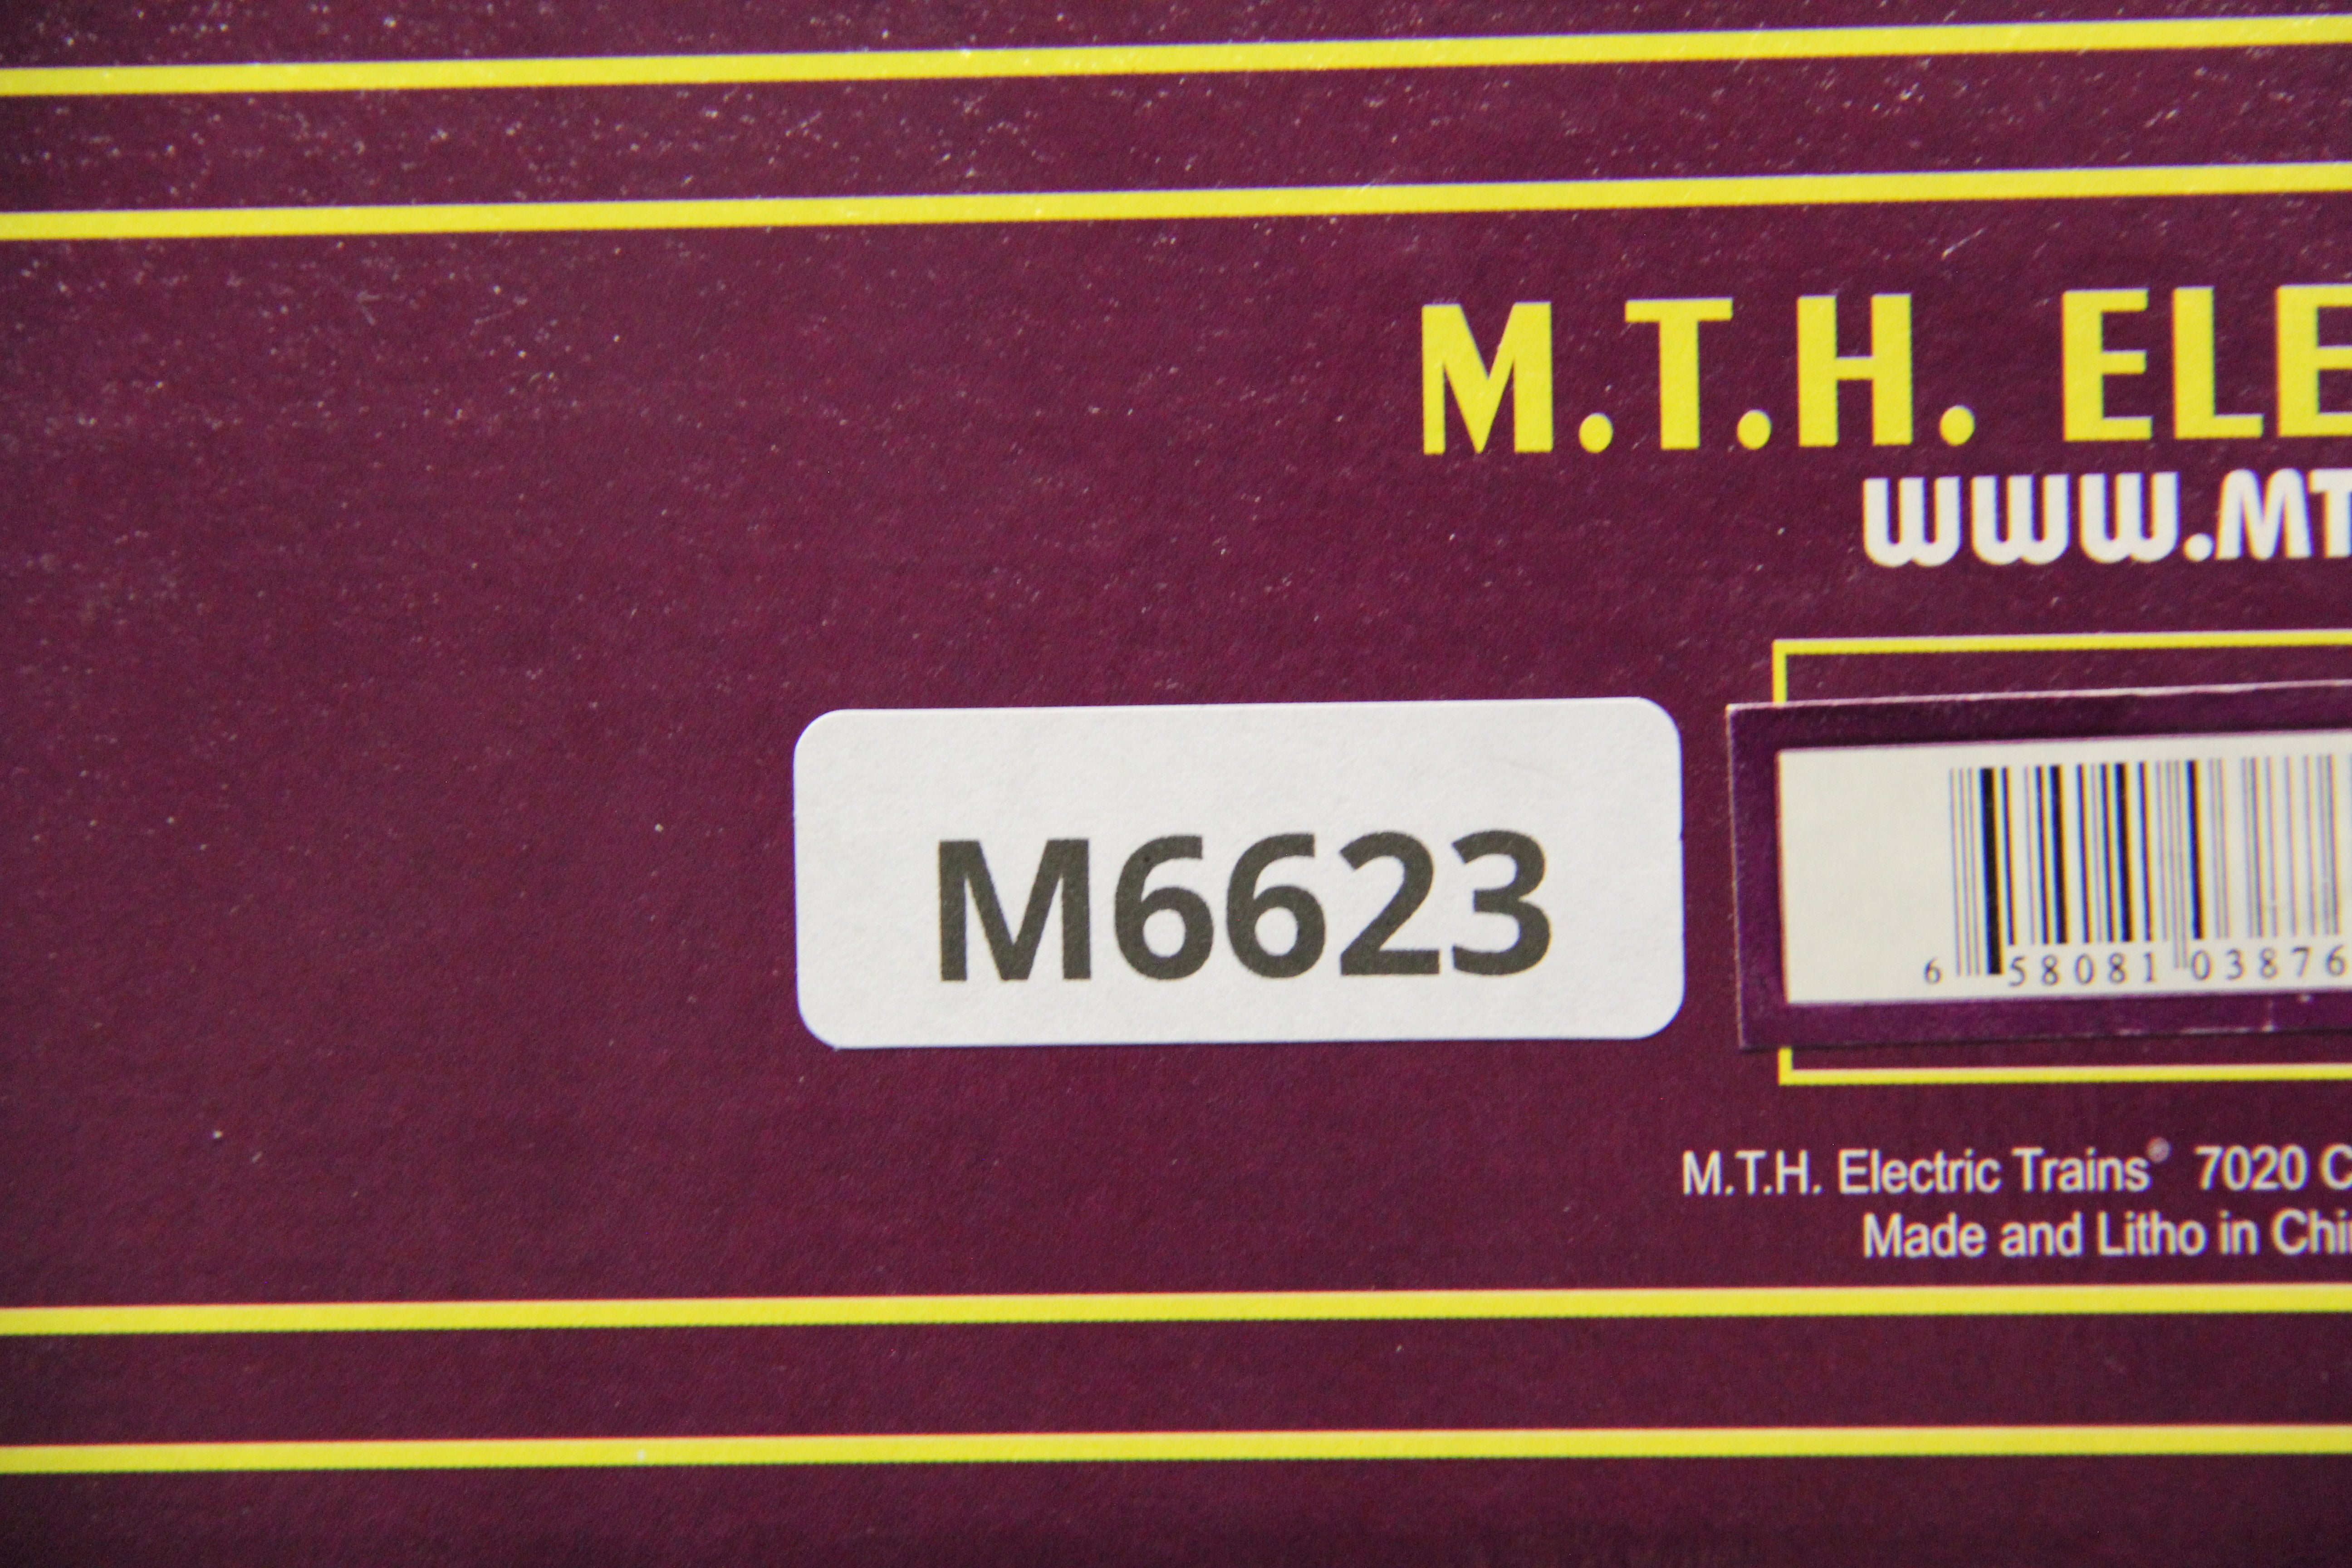 M.T.H. ELE
WWW.MT
M6623
6 58081 03876
M.T.H. Electric Trains® 7020 C
Made and Litho in Chi